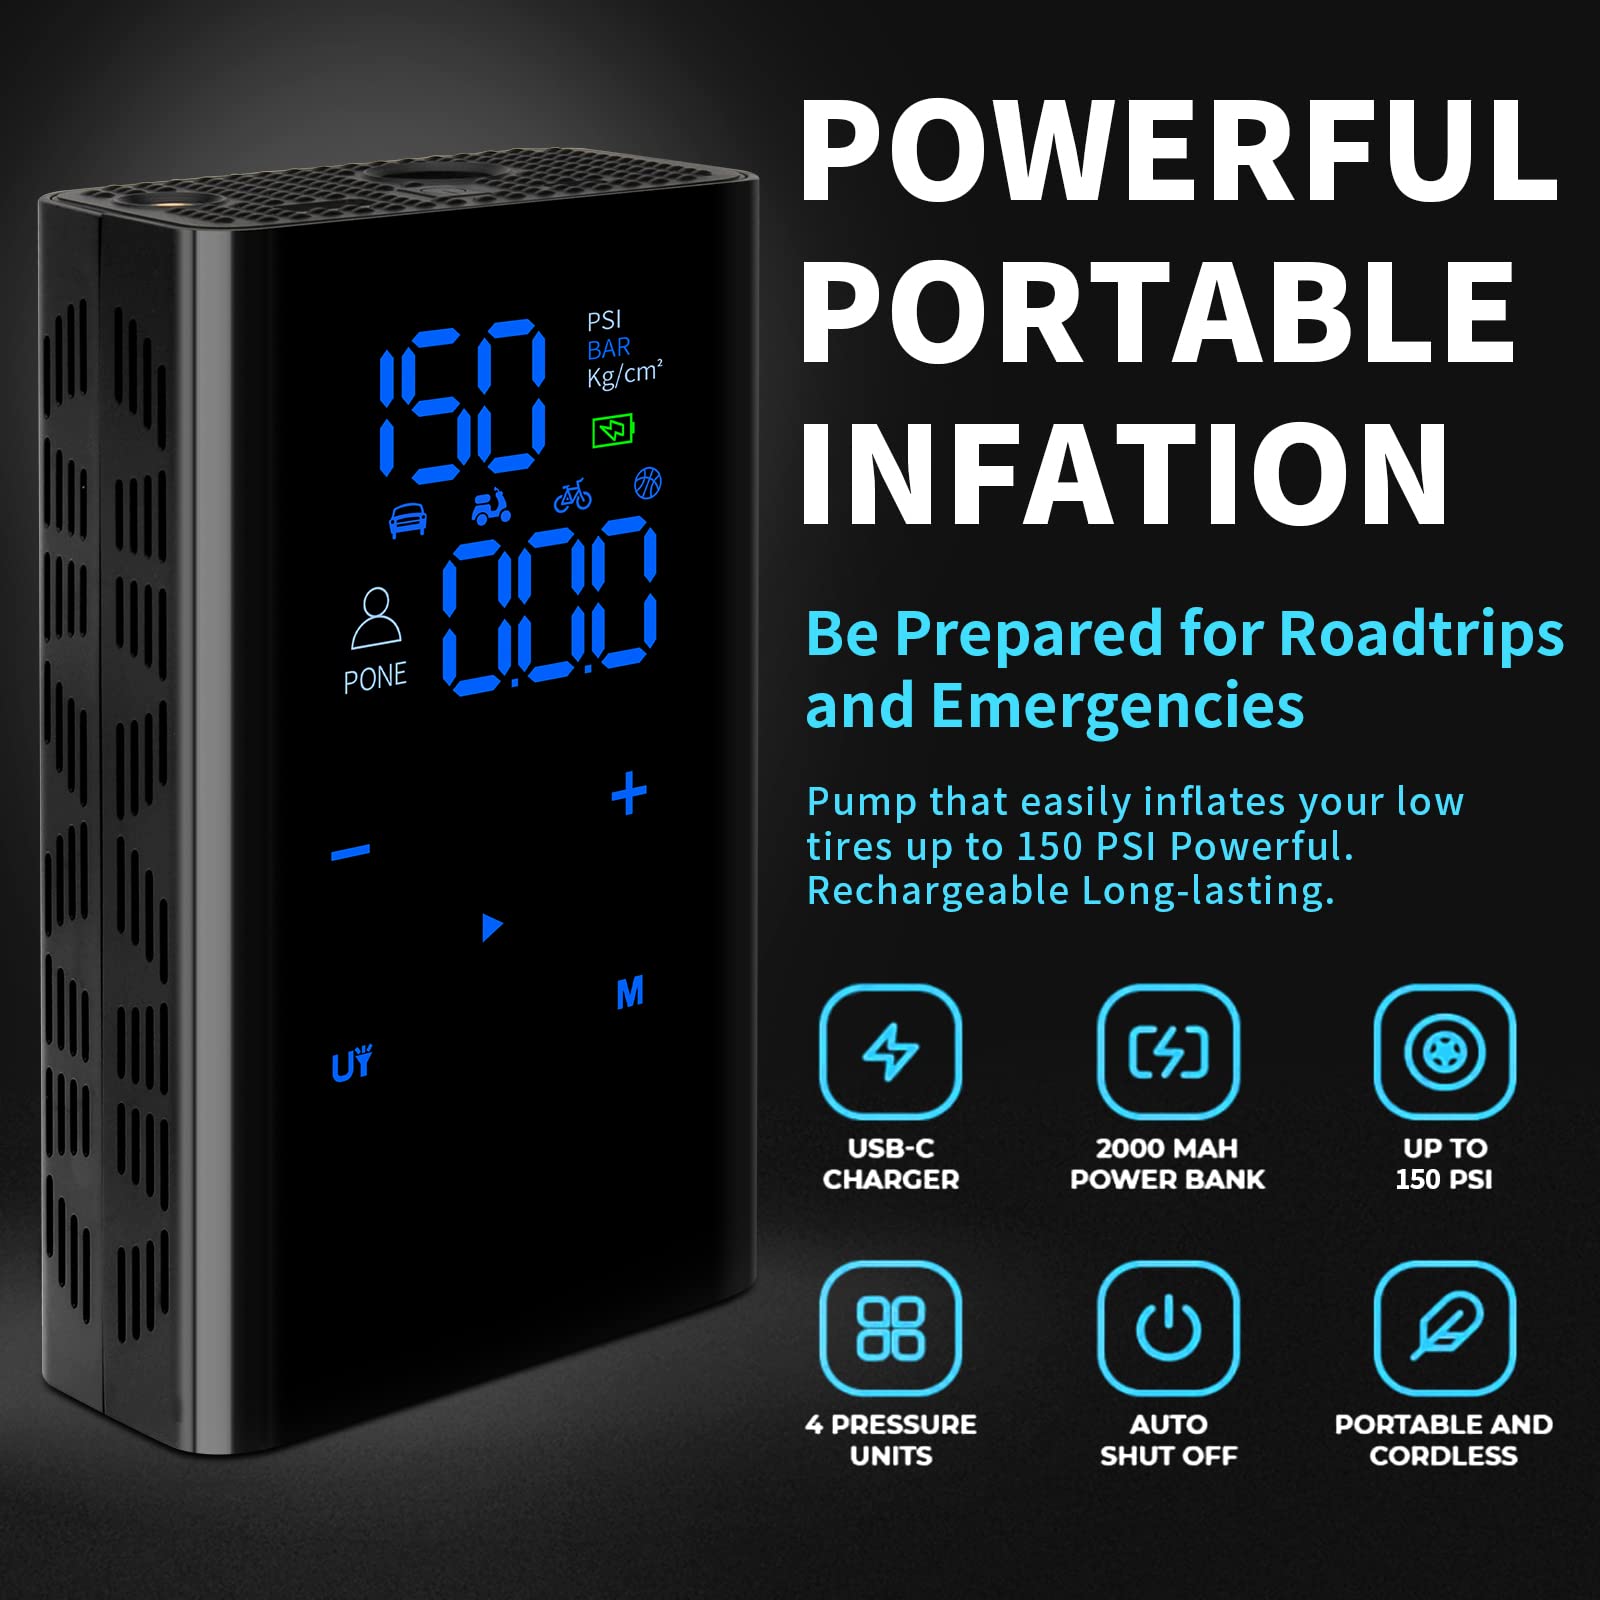 POWERFUL
PORTABLE
INFATION
Be Prepared for Roadtrips
and Emergencies
Pump that easily inflates your low
tires up to 150 PSI Powerful.
Rechargeable Long-lasting.
USB-C
CHARGER
2000 MAH
POWER BANK
UP TO
150 PSI
4 PRESSURE
UNITS
AUTO
SHUT OFF
PORTABLE AND
CORDLESS
150
PSI
BAR
Kg/cm²
0.0.0
PONE
M
U